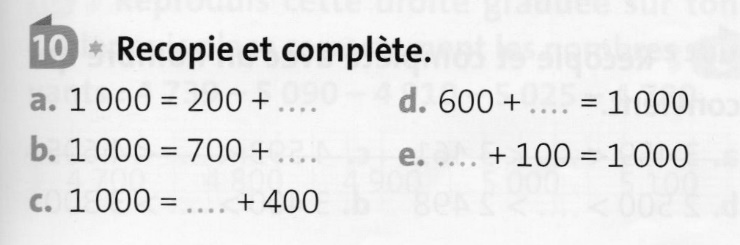 10 * Recopie et complète.
a. 1 000 = 200 + ....
b. 1 000 = 700 + ....
c. 1 000 = .... + 400
d. 600 + .... = 1 000
e. .... + 100 = 1 000